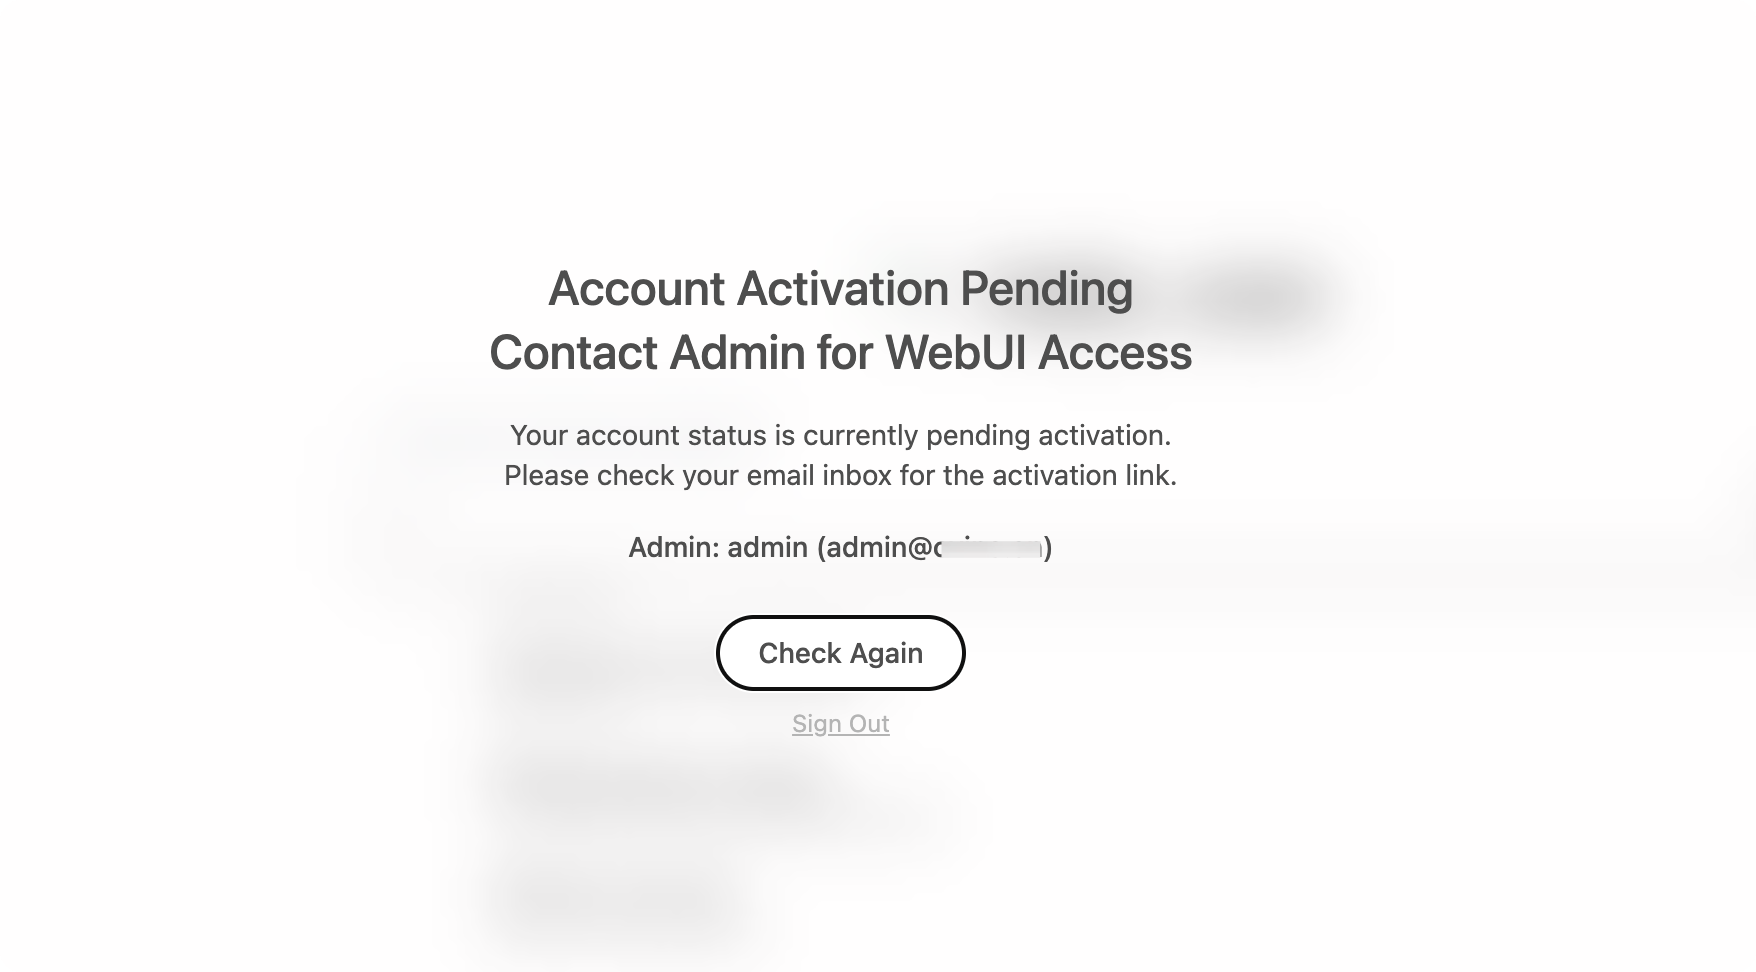 Account Activation Pending
Contact Admin for WebUI Access
Your account status is currently pending activation.
Please check your email inbox for the activation link.
Admin: admin (admin@
Check Again
Sign Out